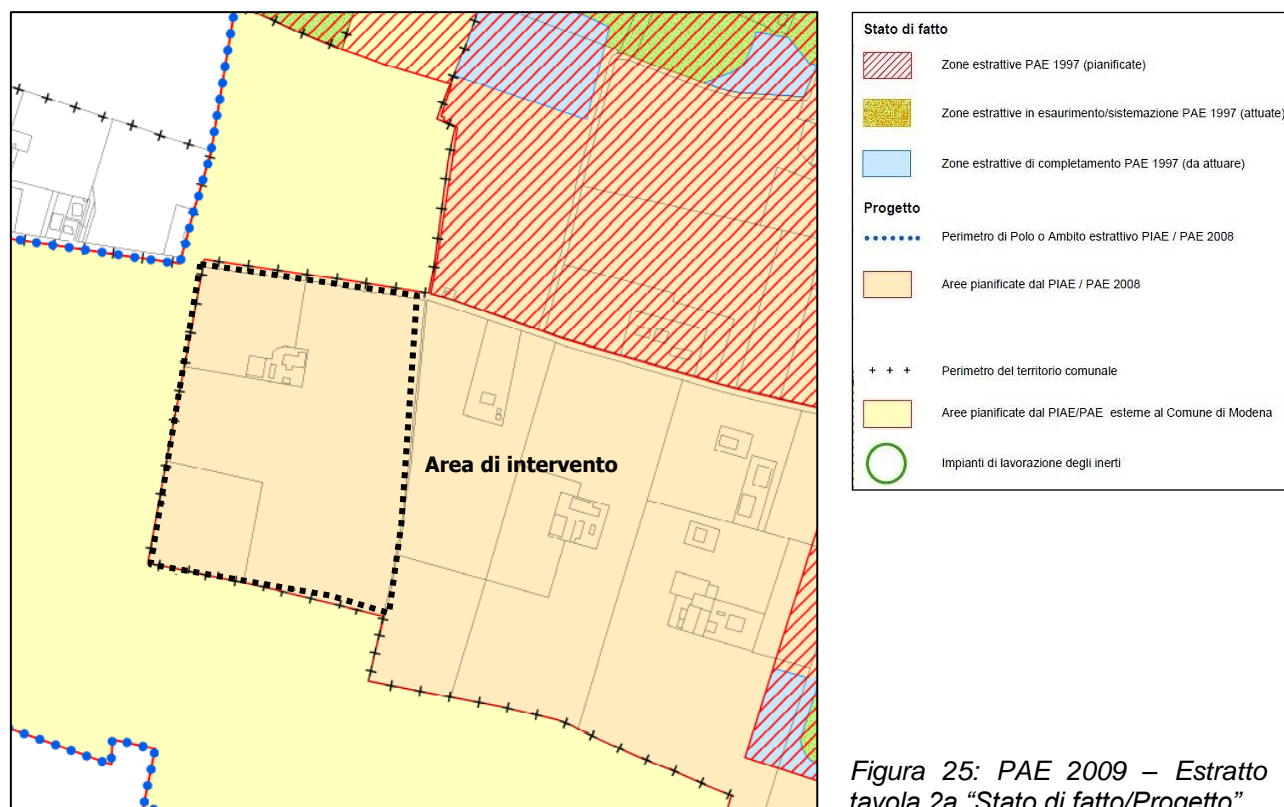 Area di intervento
Stato di fatto
Zone estrattive PAE 1997 (pianificate)
Zone estrattive in esaurimento/sistemazione PAE 1997 (attuate)
Zone estrattive di completamento PAE 1997 (da attuare)
Progetto
Perimetro di Polo o Ambito estrattivo PIAE / PAE 2008
Aree pianificate dal PIAE / PAE 2008
Perimetro del territorio comunale
Aree pianificate dal PIAE/PAE esterne al Comune di Modena
Impianti di lavorazione degli inerti
Figura 25: PAE 2009 – Estratto
tavola 2a “Stato di fatto/Progetto”